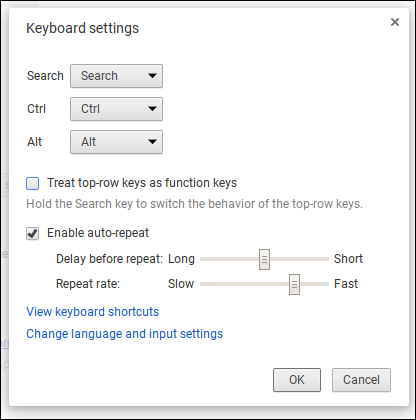 Keyboard settings
Search Search
Ctrl Ctrl
Alt Alt
Treat top-row keys as function keys
Hold the Search key to switch the behavior of the top-row keys.
Enable auto-repeat
Delay before repeat: Long Short
Repeat rate: Slow Fast
View keyboard shortcuts
Change language and input settings
OK Cancel